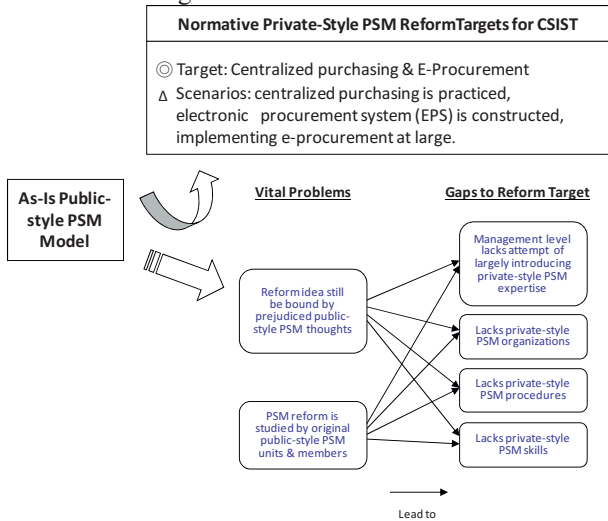 Normative Private-Style PSM ReformTargets for CSIST
◎ Target: Centralized purchasing & E-Procurement
Δ Scenarios: centralized purchasing is practiced,
electronic procurement system (EPS) is constructed,
implementing e-procurement at large.
As-Is Public-
style PSM
Model
Vital Problems
Gaps to Reform Target
Reform idea still
be bound by
prejudiced public-
style PSM thoughts
PSM reform is
studied by original
public-style PSM
units & members
Management level
lacks attempt of
largely introducing
private-style PSM
expertise
Lacks private-style
PSM organizations
Lacks private-style
PSM procedures
Lacks private-style
PSM skills
Lead to